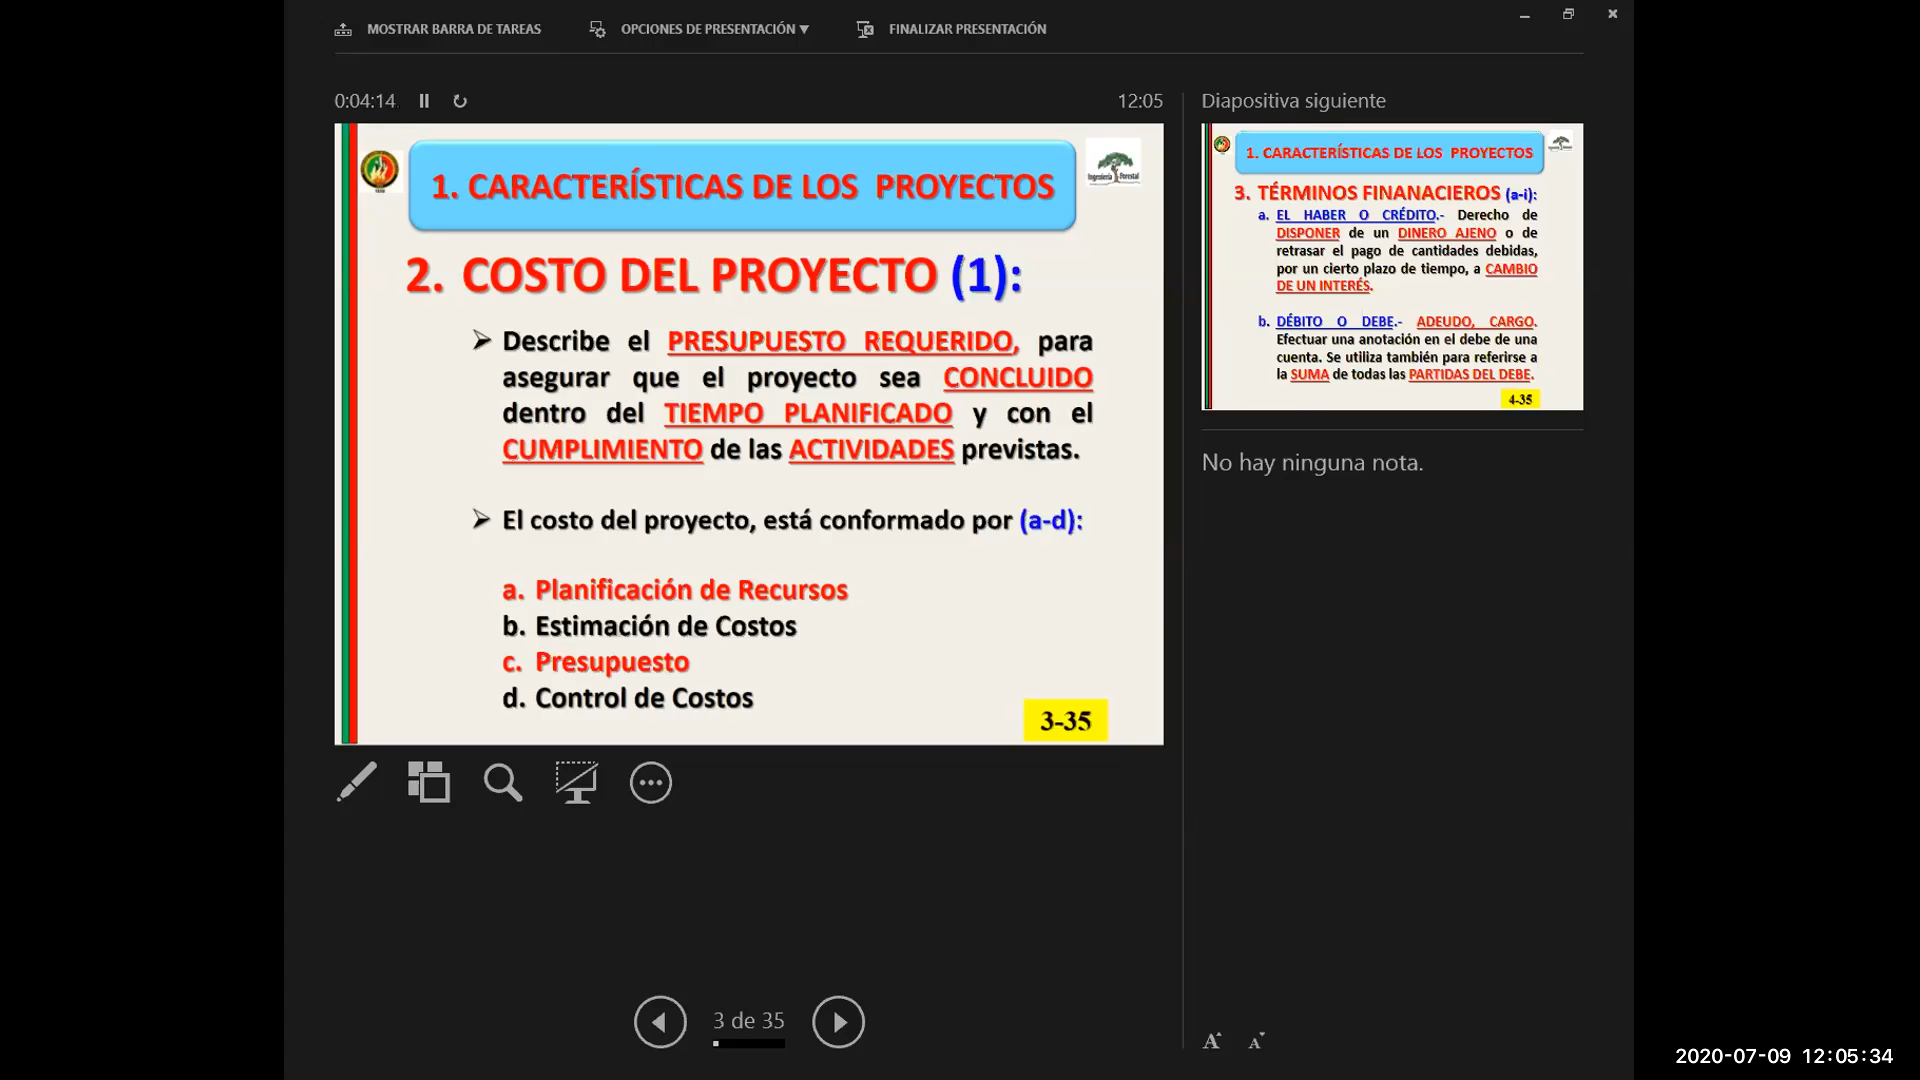 MOSTRAR BARRA DE TAREAS
OPCIONES DE PRESENTACIÓN ▼
FINALIZAR PRESENTACIÓN
0:04:14
12:05
1. CARACTERÍSTICAS DE LOS PROYECTOS
Ingeniería Forestal
2. COSTO DEL PROYECTO (1):
➢ Describe el PRESUPUESTO REQUERIDO, para
asegurar que el proyecto sea CONCLUIDO
dentro del TIEMPO PLANIFICADO y con el
CUMPLIMIENTO de las ACTIVIDADES previstas.
➢ El costo del proyecto, está conformado por (a-d):
a. Planificación de Recursos
b. Estimación de Costos
c. Presupuesto
d. Control de Costos
3-35
3 de 35
Diapositiva siguiente
1. CARACTERÍSTICAS DE LOS PROYECTOS
3. TÉRMINOS FINANACIEROS (a-i):
a. EL HABER O CRÉDITO.- Derecho de
DISPONER de un DINERO AJENO o de
retrasar el pago de cantidades debidas,
por un cierto plazo de tiempo, a CAMBIO
DE UN INTERÉS.
b. DÉBITO O DEBE.- ADEUDO, CARGO.
Efectuar una anotación en el debe de una
cuenta. Se utiliza también para referirse a
la SUMA de todas las PARTIDAS DEL DEBE.
4-35
No hay ninguna nota.
A A
2020-07-09 12:05:34